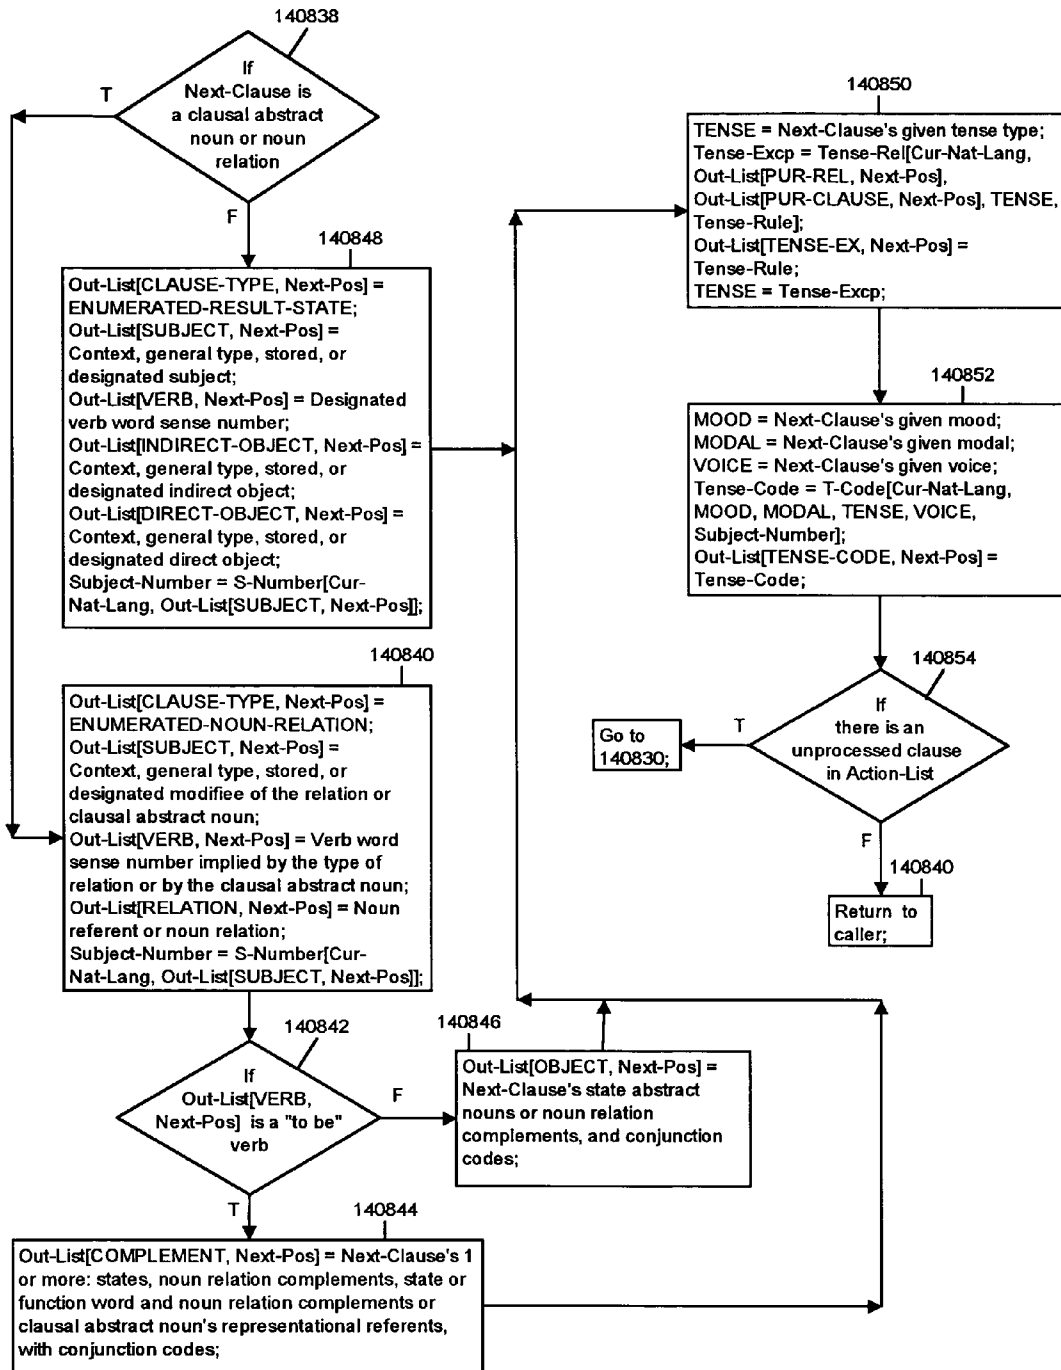 140838
If
Next-Clause is
a clausal abstract
noun or noun
relation
T
F
140848
Out-List[CLAUSE-TYPE, Next-Pos] =
ENUMERATED-RESULT-STATE;
Out-List[SUBJECT, Next-Pos] =
Context, general type, stored, or
designated subject;
Out-List[VERB, Next-Pos] = Designated
verb word sense number;
Out-List[INDIRECT-OBJECT, Next-Pos] =
Context, general type, stored, or
designated indirect object;
Out-List[DIRECT-OBJECT, Next-Pos] =
Context, general type, stored, or
designated direct object;
Subject-Number = S-Number[Cur-
Nat-Lang, Out-List[SUBJECT, Next-Pos]];
140840
Out-List[CLAUSE-TYPE, Next-Pos] =
ENUMERATED-NOUN-RELATION;
Out-List[SUBJECT, Next-Pos] =
Context, general type, stored, or
designated modifiee of the relation or
clausal abstract noun;
Out-List[VERB, Next-Pos] = Verb word
sense number implied by the type of
relation or by the clausal abstract noun;
Out-List[RELATION, Next-Pos] = Noun
referent or noun relation;
Subject-Number = S-Number[Cur-
Nat-Lang, Out-List[SUBJECT, Next-Pos]];
140842
If
Out-List[VERB,
Next-Pos] is a "to be"
verb
F
T
140846
Out-List[OBJECT, Next-Pos] =
Next-Clause's state abstract
nouns or noun relation
complements, and conjunction
codes;
140844
Out-List[COMPLEMENT, Next-Pos] = Next-Clause's 1
or more: states, noun relation complements, state or
function word and noun relation complements or
clausal abstract noun's representational referents,
with conjunction codes;
140850
TENSE = Next-Clause's given tense type;
Tense-Excp = Tense-Rel[Cur-Nat-Lang,
Out-List[PUR-REL, Next-Pos],
Out-List[PUR-CLAUSE, Next-Pos], TENSE,
Tense-Rule];
Out-List[TENSE-EX, Next-Pos] =
Tense-Rule;
TENSE = Tense-Excp;
140852
MOOD = Next-Clause's given mood;
MODAL = Next-Clause's given modal;
VOICE = Next-Clause's given voice;
Tense-Code = T-Code[Cur-Nat-Lang,
MOOD, MODAL, TENSE, VOICE,
Subject-Number];
Out-List[TENSE-CODE, Next-Pos] =
Tense-Code;
140854
If
there is an
unprocessed clause
in Action-List
T
Go to
140830;
F
140840
Return to
caller;